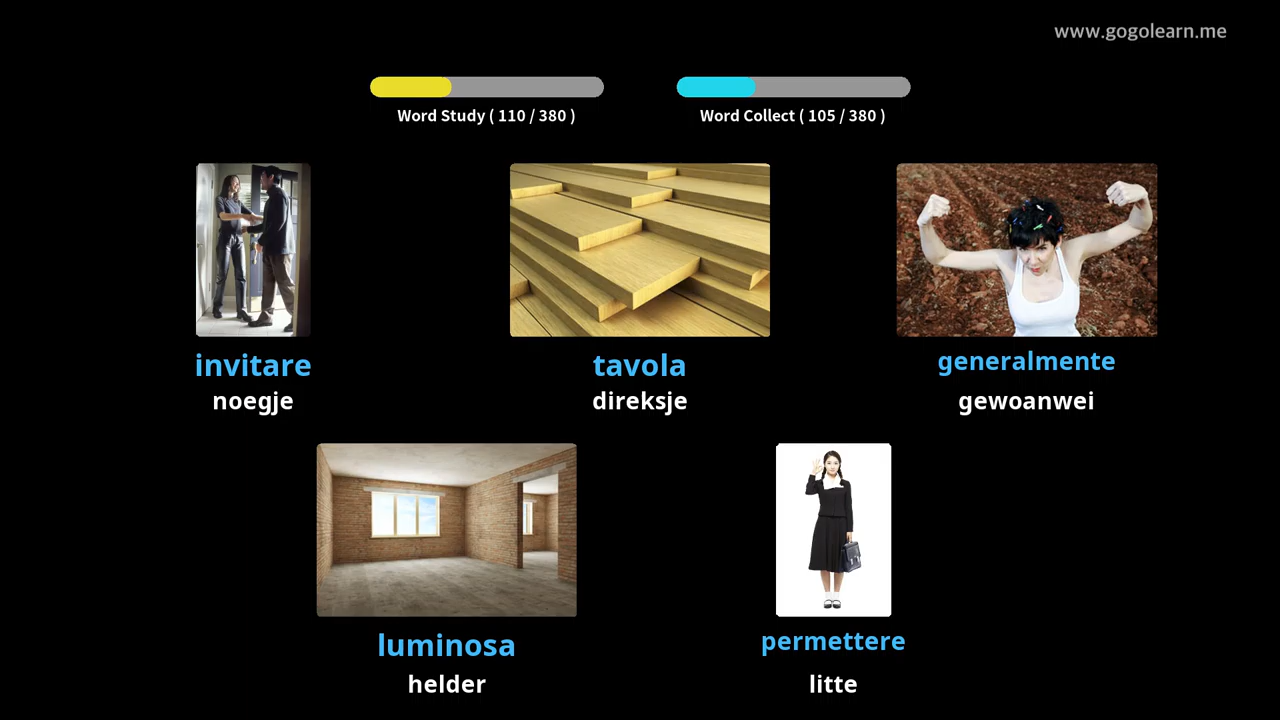 www.gogolearn.me
Word Study ( 110 / 380 )
Word Collect ( 105 / 380 )
invitare
noegje
tavola
direksje
generalmente
gewoanwei
luminosa
helder
permettere
litte